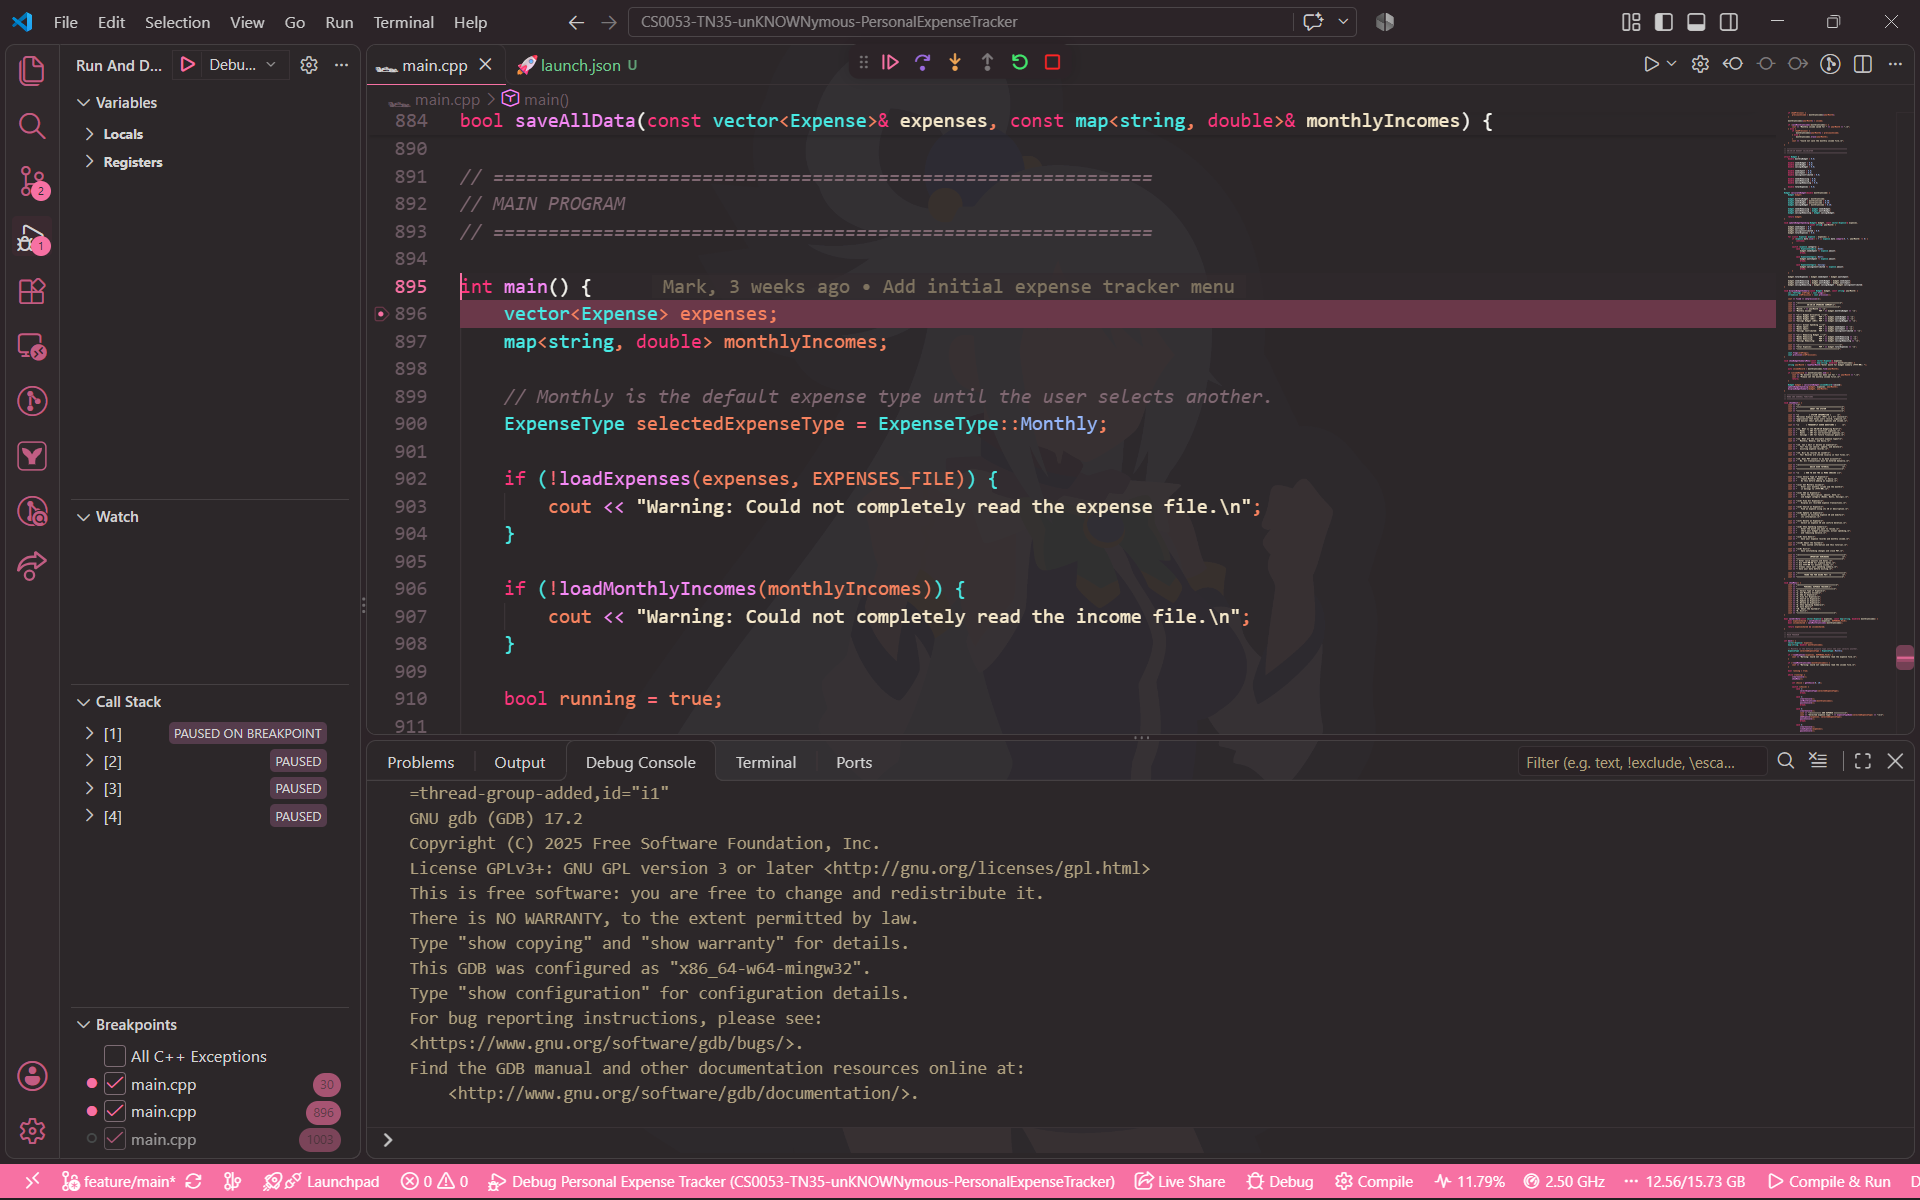 File Edit Selection View Go Run Terminal Help
CS0053-TN35-unKNOWNymous-PersonalExpenseTracker
Run And D...
Debu...
main.cpp
launch.json U
main.cpp > main()
Variables
Locals
Registers
Watch
Call Stack
[1] PAUSED ON BREAKPOINT
[2] PAUSED
[3] PAUSED
[4] PAUSED
Breakpoints
All C++ Exceptions
main.cpp 30
main.cpp 896
main.cpp 1003
2
1
884 bool saveAllData(const vector<Expense>& expenses, const map<string, double>& monthlyIncomes) {
890
891 // ============================================================
892 // MAIN PROGRAM
893 // ============================================================
894
895 int main() { Mark, 3 weeks ago • Add initial expense tracker menu
896 vector<Expense> expenses;
897 map<string, double> monthlyIncomes;
898
899 // Monthly is the default expense type until the user selects another.
900 ExpenseType selectedExpenseType = ExpenseType::Monthly;
901
902 if (!loadExpenses(expenses, EXPENSES_FILE)) {
903 cout << "Warning: Could not completely read the expense file.\n";
904 }
905
906 if (!loadMonthlyIncomes(monthlyIncomes)) {
907 cout << "Warning: Could not completely read the income file.\n";
908 }
909
910 bool running = true;
911
Problems Output Debug Console Terminal Ports
Filter (e.g. text, !exclude, \esca...
=thread-group-added,id="i1"
GNU gdb (GDB) 17.2
Copyright (C) 2025 Free Software Foundation, Inc.
License GPLv3+: GNU GPL version 3 or later <http://gnu.org/licenses/gpl.html>
This is free software: you are free to change and redistribute it.
There is NO WARRANTY, to the extent permitted by law.
Type "show copying" and "show warranty" for details.
This GDB was configured as "x86_64-w64-mingw32".
Type "show configuration" for configuration details.
For bug reporting instructions, please see:
<https://www.gnu.org/software/gdb/bugs/>.
Find the GDB manual and other documentation resources online at:
<http://www.gnu.org/software/gdb/documentation/>.
feature/main* Launchpad 0 0 Debug Personal Expense Tracker (CS0053-TN35-unKNOWNymous-PersonalExpenseTracker) Live Share Debug Compile 11.79% 2.50 GHz 12.56/15.73 GB Compile & Run D